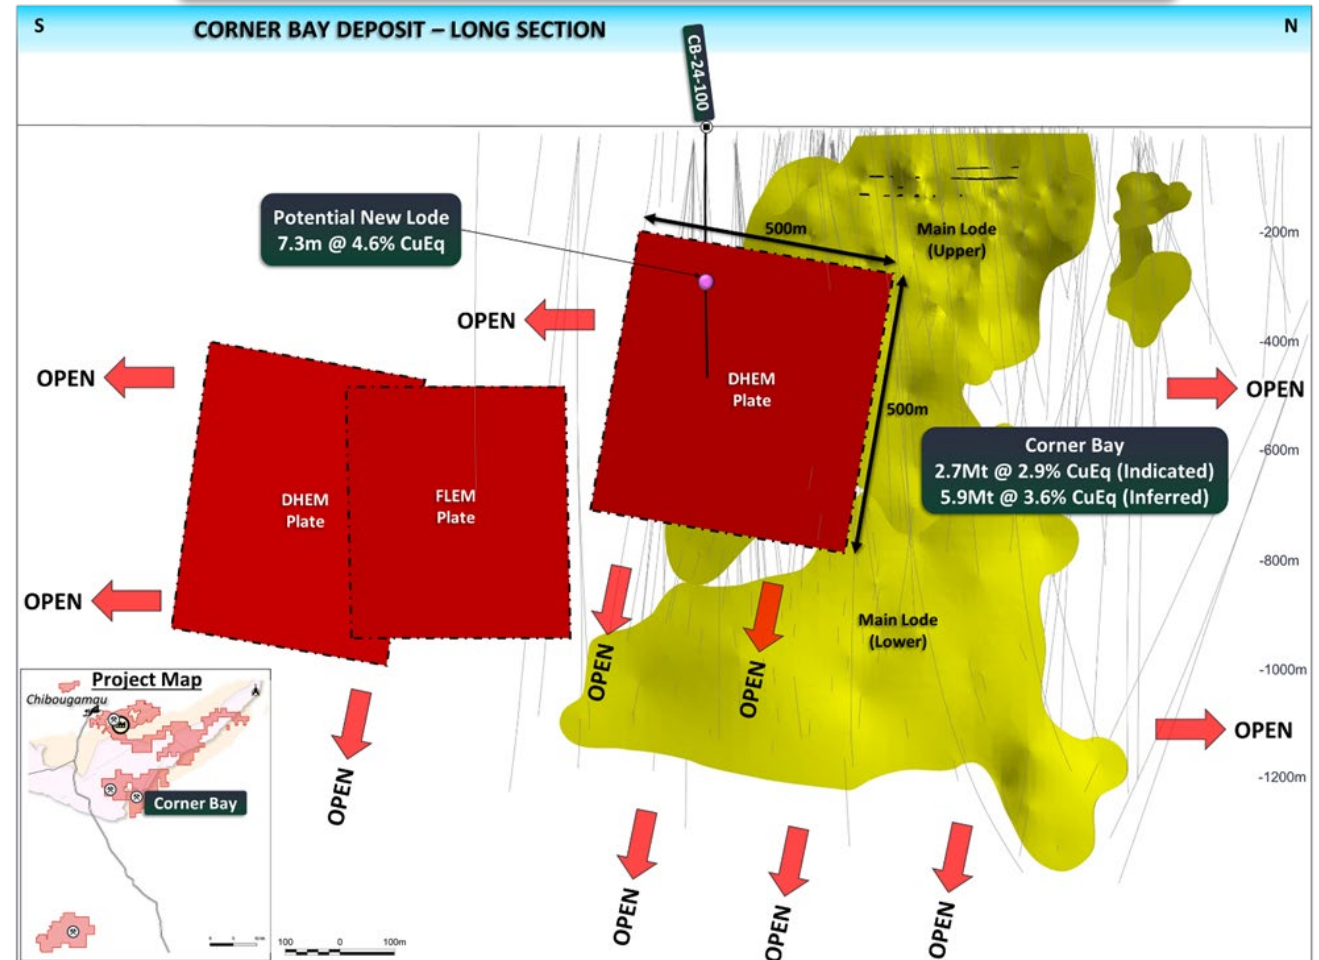 S
CORNER BAY DEPOSIT – LONG SECTION
N
CB-24-100
Potential New Lode
7.3m @ 4.6% CuEq
500m
Main Lode
(Upper)
-200m
OPEN
-400m
OPEN
DHEM
Plate
OPEN
500m
Corner Bay
2.7Mt @ 2.9% CuEq (Indicated)
5.9Mt @ 3.6% CuEq (Inferred)
-600m
DHEM
Plate
FLEM
Plate
-800m
OPEN
Main Lode
(Lower)
OPEN
OPEN
-1000m
OPEN
-1200m
OPEN
OPEN
OPEN
OPEN
Project Map
Chibougamau
Corner Bay
100
0
100m